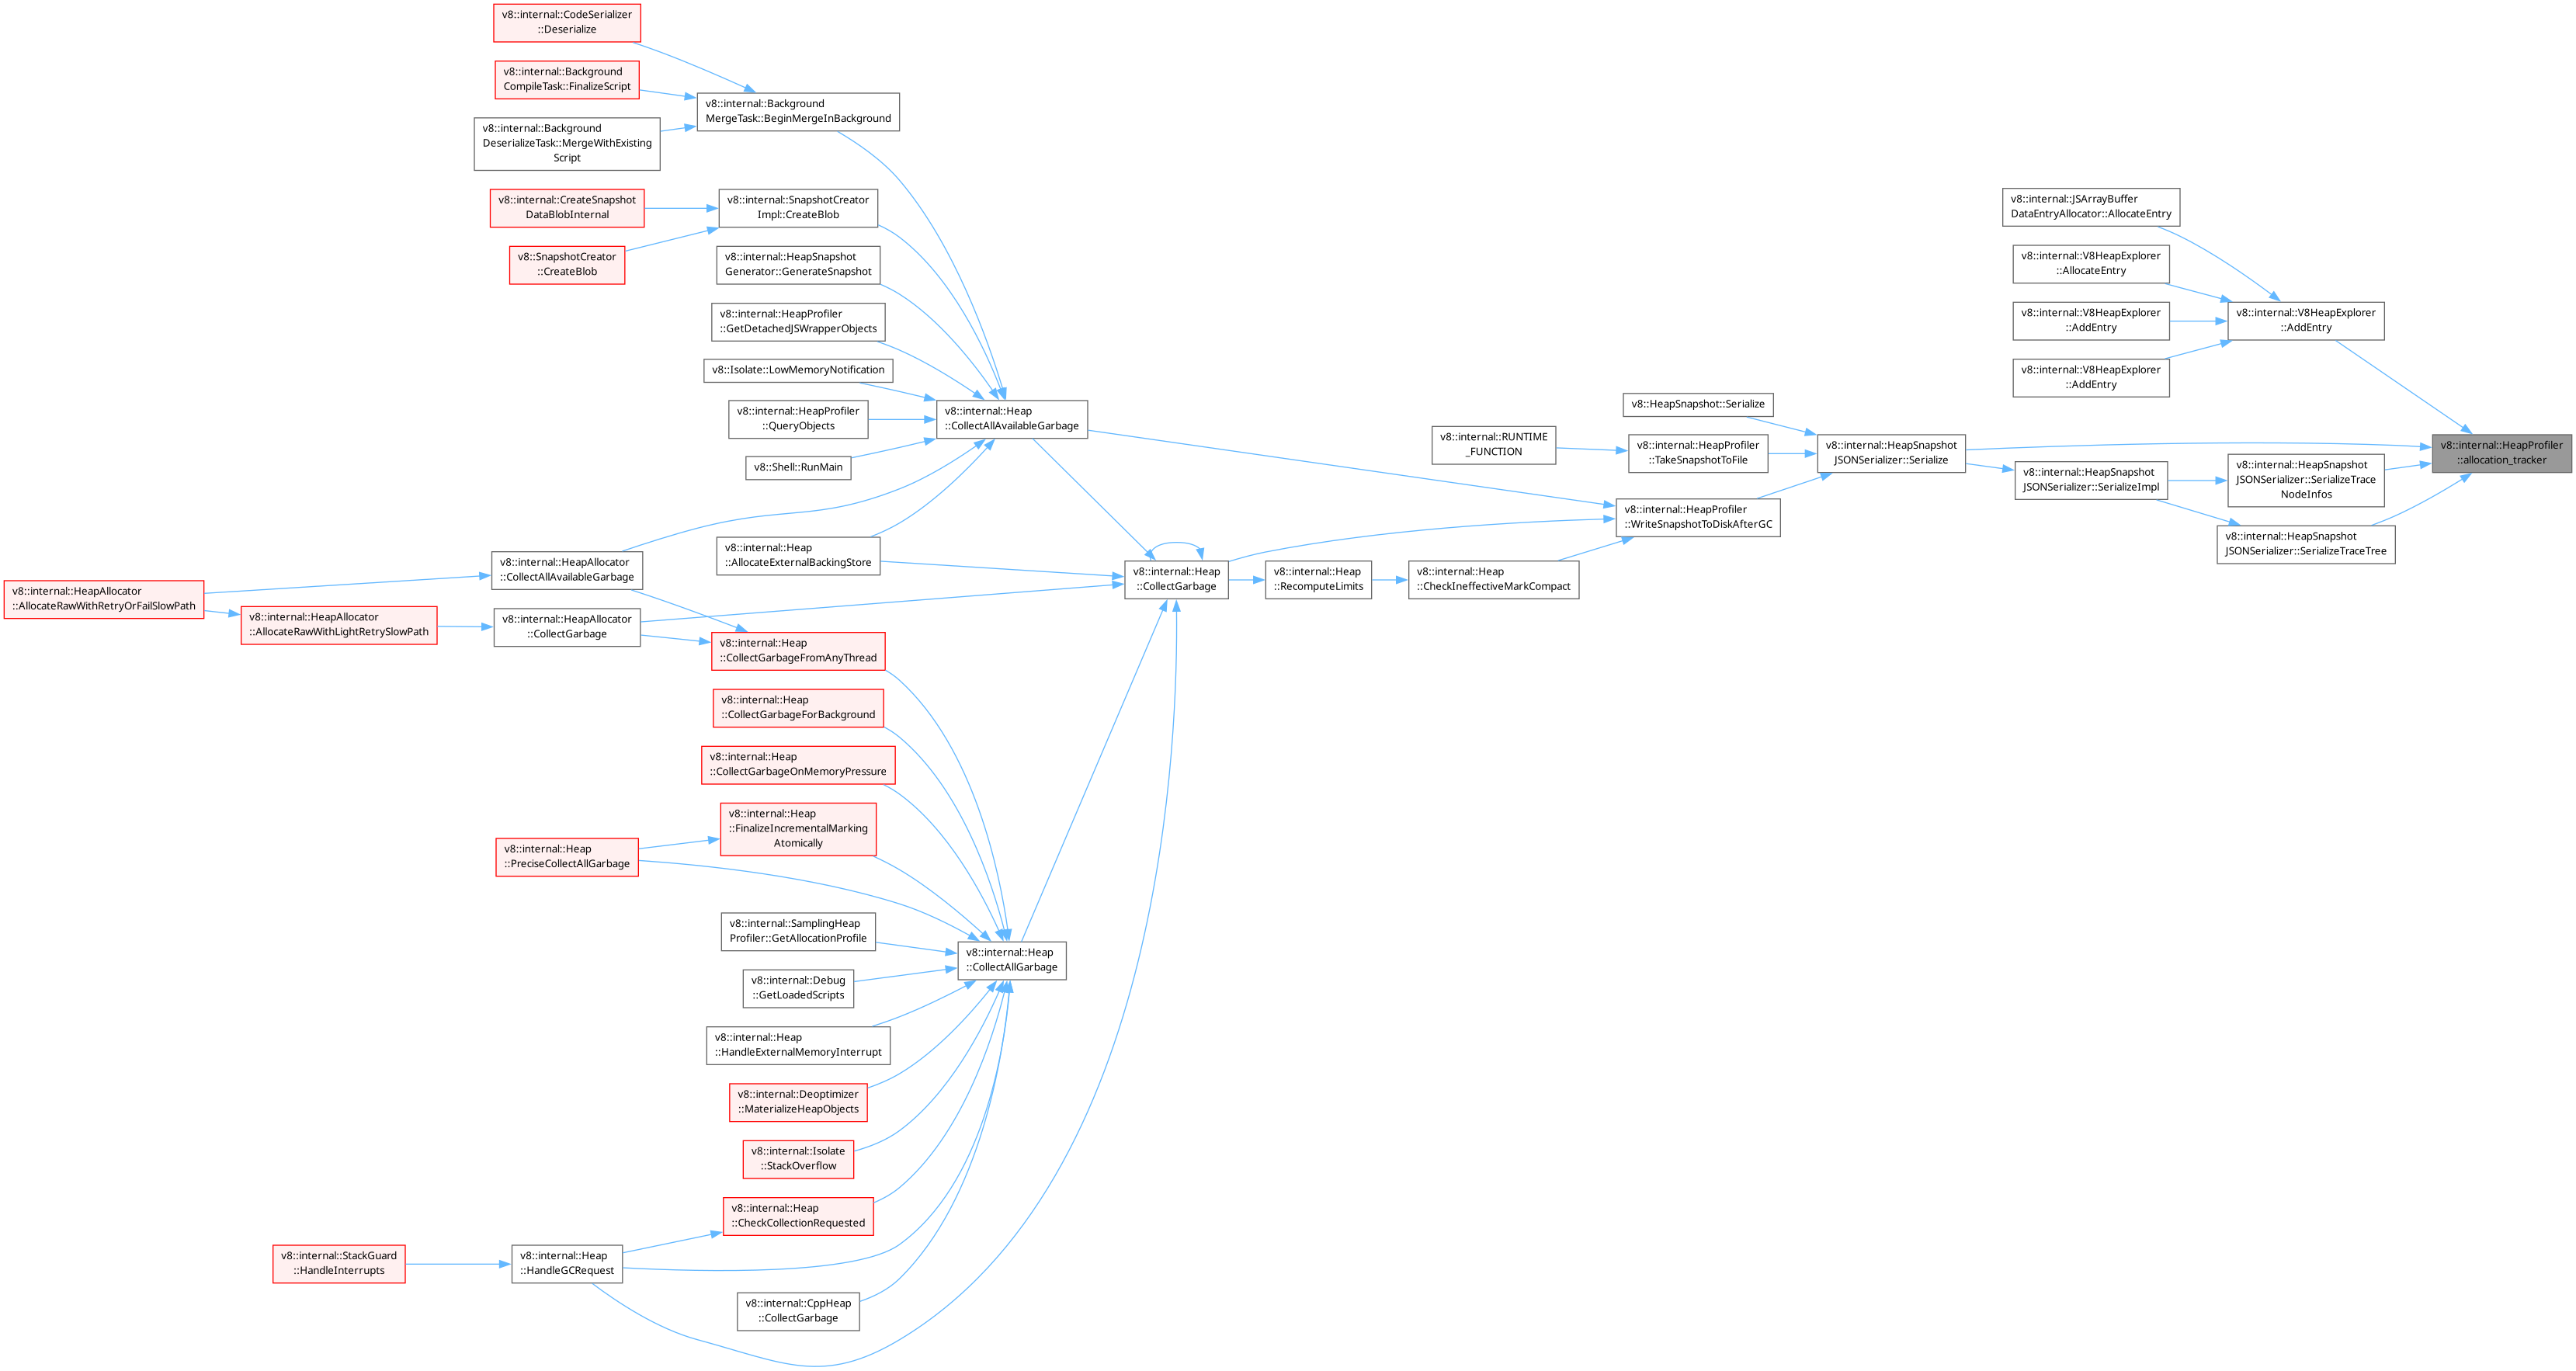 v8::internal::CodeSerializer
::Deserialize
v8::internal::Background
CompileTask::FinalizeScript
v8::internal::Background
MergeTask::BeginMergeInBackground
v8::internal::Background
DeserializeTask::MergeWithExisting
Script
v8::internal::CreateSnapshot
DataBlobInternal
v8::internal::SnapshotCreator
Impl::CreateBlob
v8::SnapshotCreator
::CreateBlob
v8::internal::HeapSnapshot
Generator::GenerateSnapshot
v8::internal::HeapProfiler
::GetDetachedJSWrapperObjects
v8::Isolate::LowMemoryNotification
v8::internal::HeapProfiler
::QueryObjects
v8::Shell::RunMain
v8::internal::Heap
::CollectAllAvailableGarbage
v8::internal::Heap
::AllocateExternalBackingStore
v8::internal::HeapAllocator
::CollectAllAvailableGarbage
v8::internal::HeapAllocator
::AllocateRawWithRetryOrFailSlowPath
v8::internal::HeapAllocator
::AllocateRawWithLightRetrySlowPath
v8::internal::HeapAllocator
::CollectGarbage
v8::internal::Heap
::CollectGarbageFromAnyThread
v8::internal::Heap
::CollectGarbageForBackground
v8::internal::Heap
::CollectGarbageOnMemoryPressure
v8::internal::Heap
::FinalizeIncrementalMarking
Atomically
v8::internal::Heap
::PreciseCollectAllGarbage
v8::internal::SamplingHeap
Profiler::GetAllocationProfile
v8::internal::Debug
::GetLoadedScripts
v8::internal::Heap
::HandleExternalMemoryInterrupt
v8::internal::Deoptimizer
::MaterializeHeapObjects
v8::internal::Isolate
::StackOverflow
v8::internal::Heap
::CheckCollectionRequested
v8::internal::StackGuard
::HandleInterrupts
v8::internal::Heap
::HandleGCRequest
v8::internal::CppHeap
::CollectGarbage
v8::internal::Heap
::CollectAllGarbage
v8::internal::Heap
::CollectGarbage
v8::internal::Heap
::RecomputeLimits
v8::internal::Heap
::CheckIneffectiveMarkCompact
v8::internal::RUNTIME
_FUNCTION
v8::HeapSnapshot::Serialize
v8::internal::HeapProfiler
::TakeSnapshotToFile
v8::internal::HeapProfiler
::WriteSnapshotToDiskAfterGC
v8::internal::HeapSnapshot
JSONSerializer::Serialize
v8::internal::JSArrayBuffer
DataEntryAllocator::AllocateEntry
v8::internal::V8HeapExplorer
::AllocateEntry
v8::internal::V8HeapExplorer
::AddEntry
v8::internal::V8HeapExplorer
::AddEntry
v8::internal::V8HeapExplorer
::AddEntry
v8::internal::HeapSnapshot
JSONSerializer::SerializeImpl
v8::internal::HeapSnapshot
JSONSerializer::SerializeTrace
NodeInfos
v8::internal::HeapSnapshot
JSONSerializer::SerializeTraceTree
v8::internal::HeapProfiler
::allocation_tracker